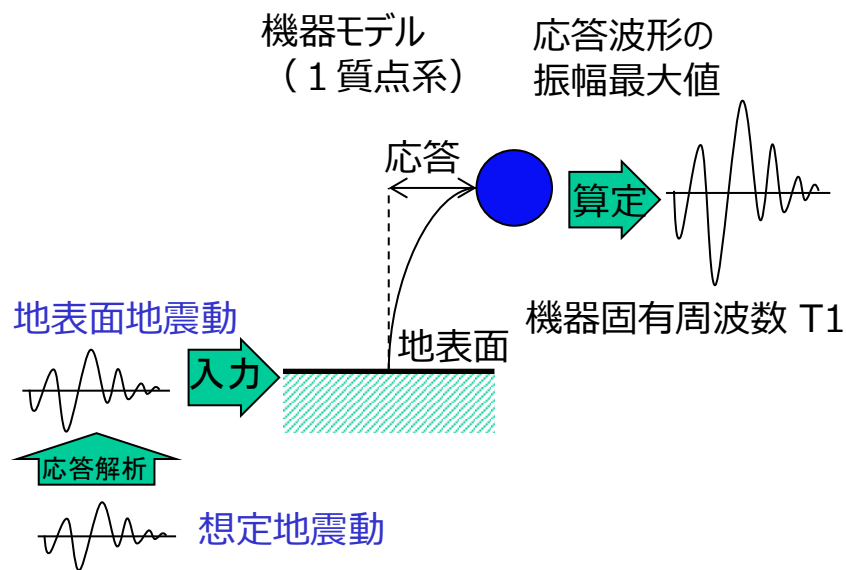 機器モデル
（１質点系）
応答波形の
振幅最大値
応答
算定
機器固有周波数 T1
地表面地震動
入力
地表面
応答解析
想定地震動